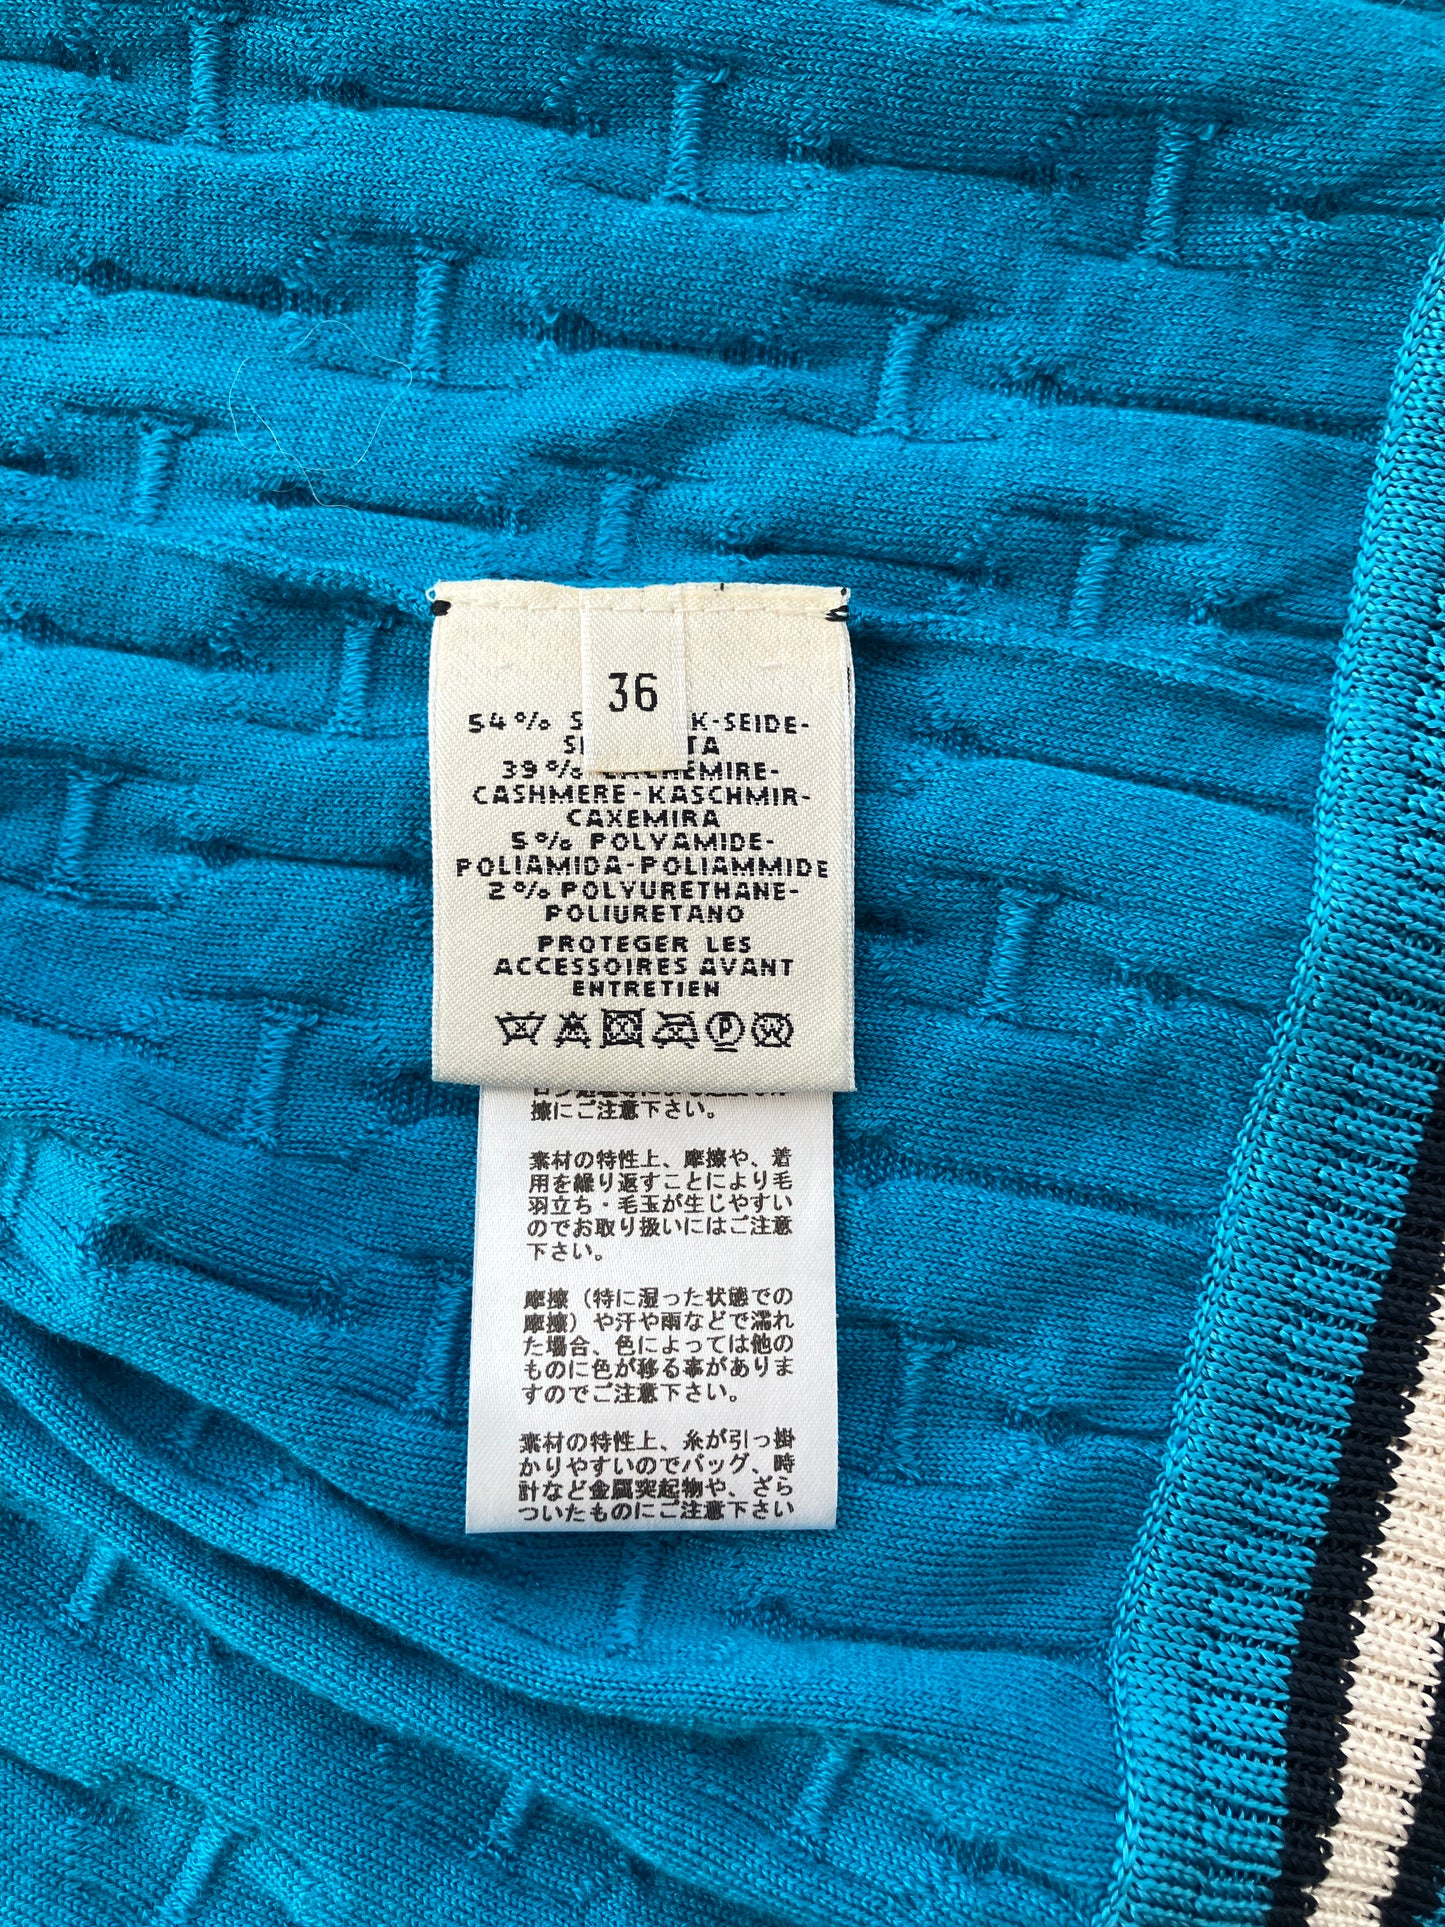 36
54% S K-SEIDE-
TA
39% CACHEMIRE-
CASHMERE-KASCHMIR-
CAXEMIRA
5% POLYAMIDE-
POLIAMIDA-POLIAMMIDE
2% POLYURETHANE-
POLIURETANO
PROTEGER LES
ACCESSOIRES AVANT
ENTRETIEN
P W
擦にご注意下さい。
素材の特性上、摩擦や、着
用を繰り返すことにより毛
羽立ち・毛玉が生じやすい
のでお取り扱いにはご注意
下さい。
摩擦（特に湿った状態での
摩擦）や汗や雨などで濡れ
た場合、色によっては他の
ものに色が移る事がありま
すのでご注意下さい。
素材の特性上、糸が引っ掛
かりやすいのでバッグ、時
計など金属突起物や、ざら
ついたものにご注意下さい